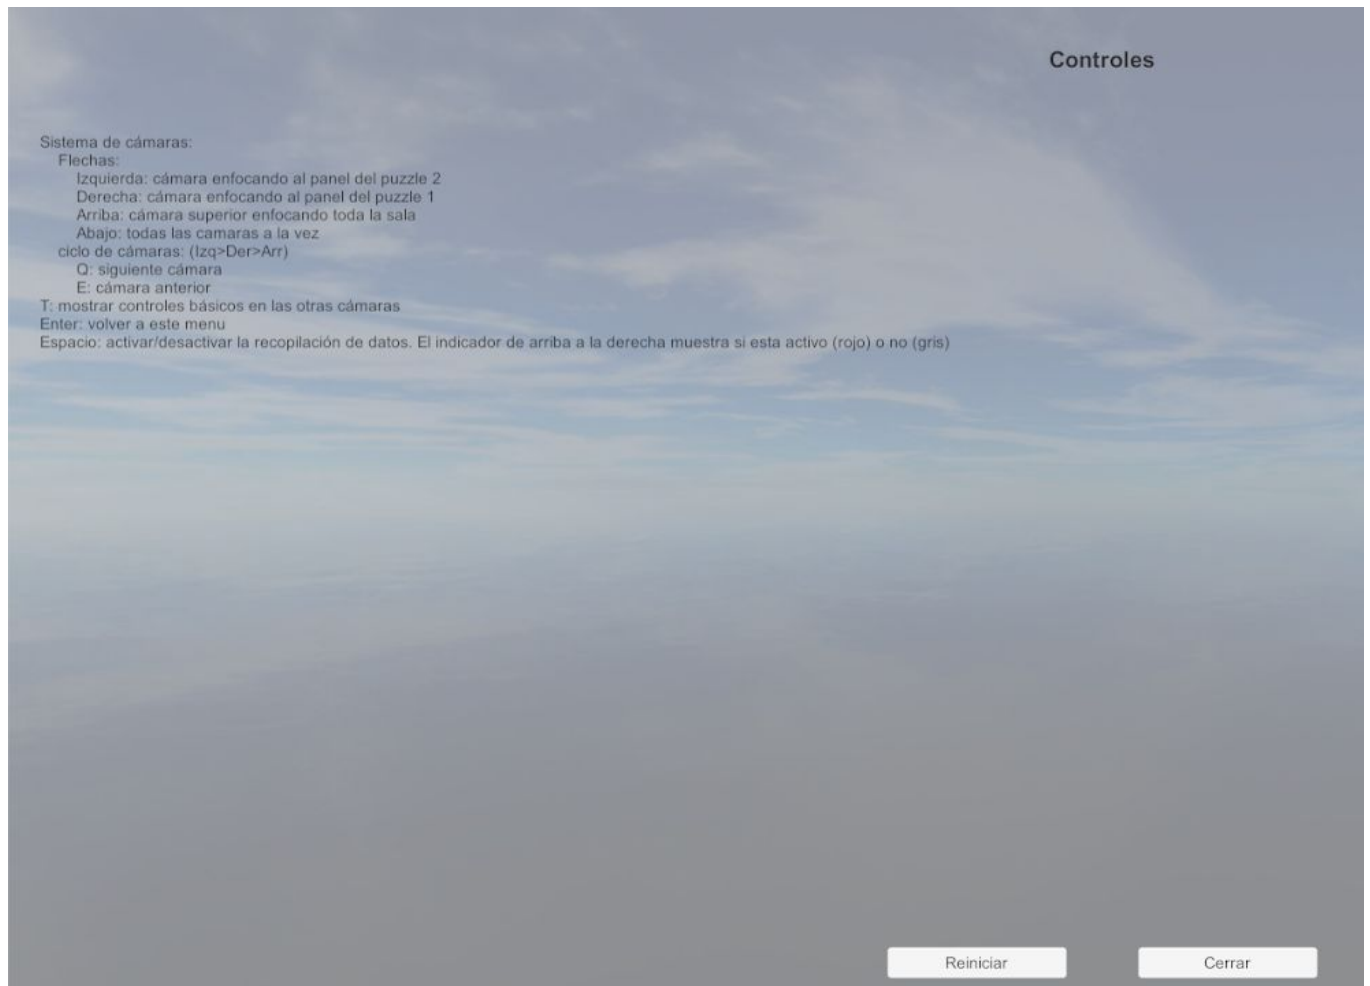 Controles
Sistema de cámaras:
Flechas:
Izquierda: cámara enfocando al panel del puzzle 2
Derecha: cámara enfocando al panel del puzzle 1
Arriba: cámara superior enfocando toda la sala
Abajo: todas las camaras a la vez
ciclo de cámaras: (Izq>Der>Arr)
Q: siguiente cámara
E: cámara anterior
T: mostrar controles básicos en las otras cámaras
Enter: volver a este menu
Espacio: activar/desactivar la recopilación de datos. El indicador de arriba a la derecha muestra si esta activo (rojo) o no (gris)
Reiniciar
Cerrar